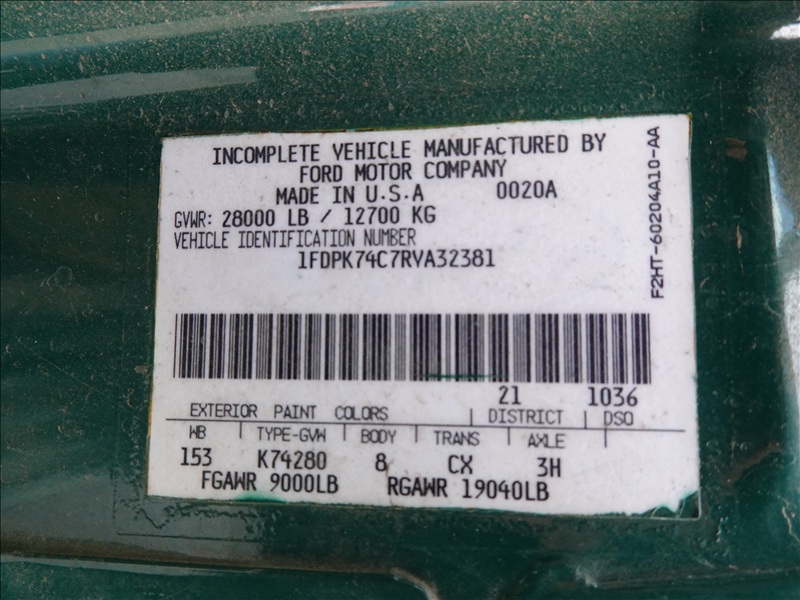 INCOMPLETE VEHICLE MANUFACTURED BY
FORD MOTOR COMPANY
MADE IN U.S.A 0020A
GVWR: 28000 LB / 12700 KG
VEHICLE IDENTIFICATION NUMBER
1FDPK74C7RVA32381
F2HT-60204A10-AA
21 1036
EXTERIOR PAINT COLORS DISTRICT DSO
WB TYPE-GVW BODY TRANS AXLE
153 K74280 8 CX 3H
FGAWR 9000LB RGAWR 19040LB